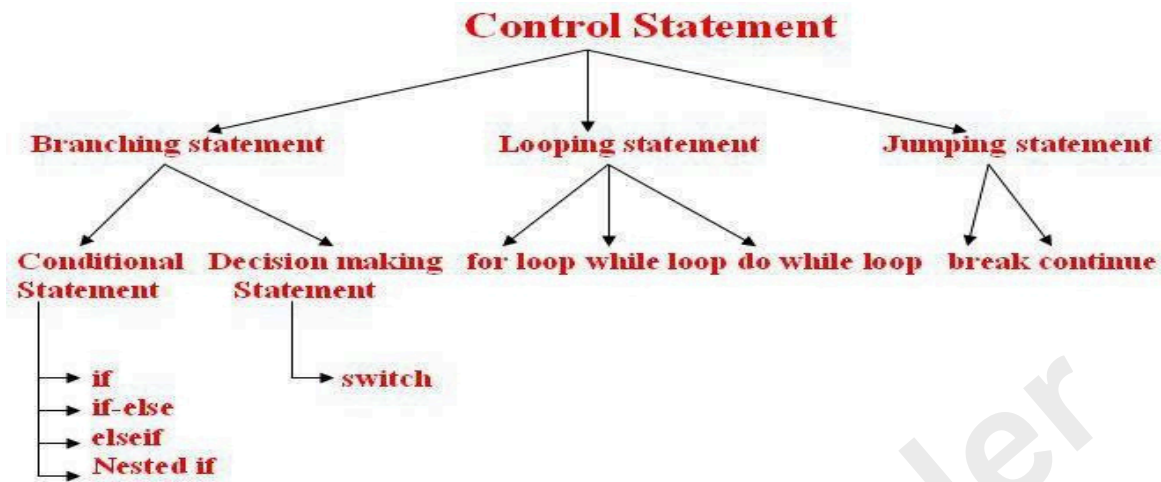 Control Statement
Branching statement Looping statement Jumping statement
Conditional Decision making for loop while loop do while loop break continue
Statement Statement
if switch
if-else
elseif
Nested if